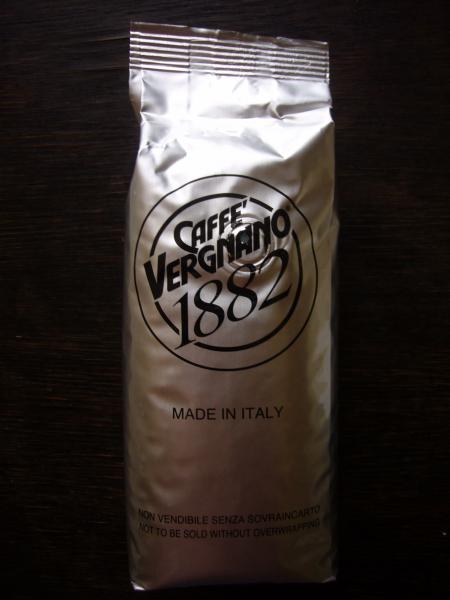 CAFFE'
VERGNANO®
1882
MADE IN ITALY
NON VENDIBILE SENZA SOVRAINCARTO
NOT TO BE SOLD WITHOUT OVERWRAPPING